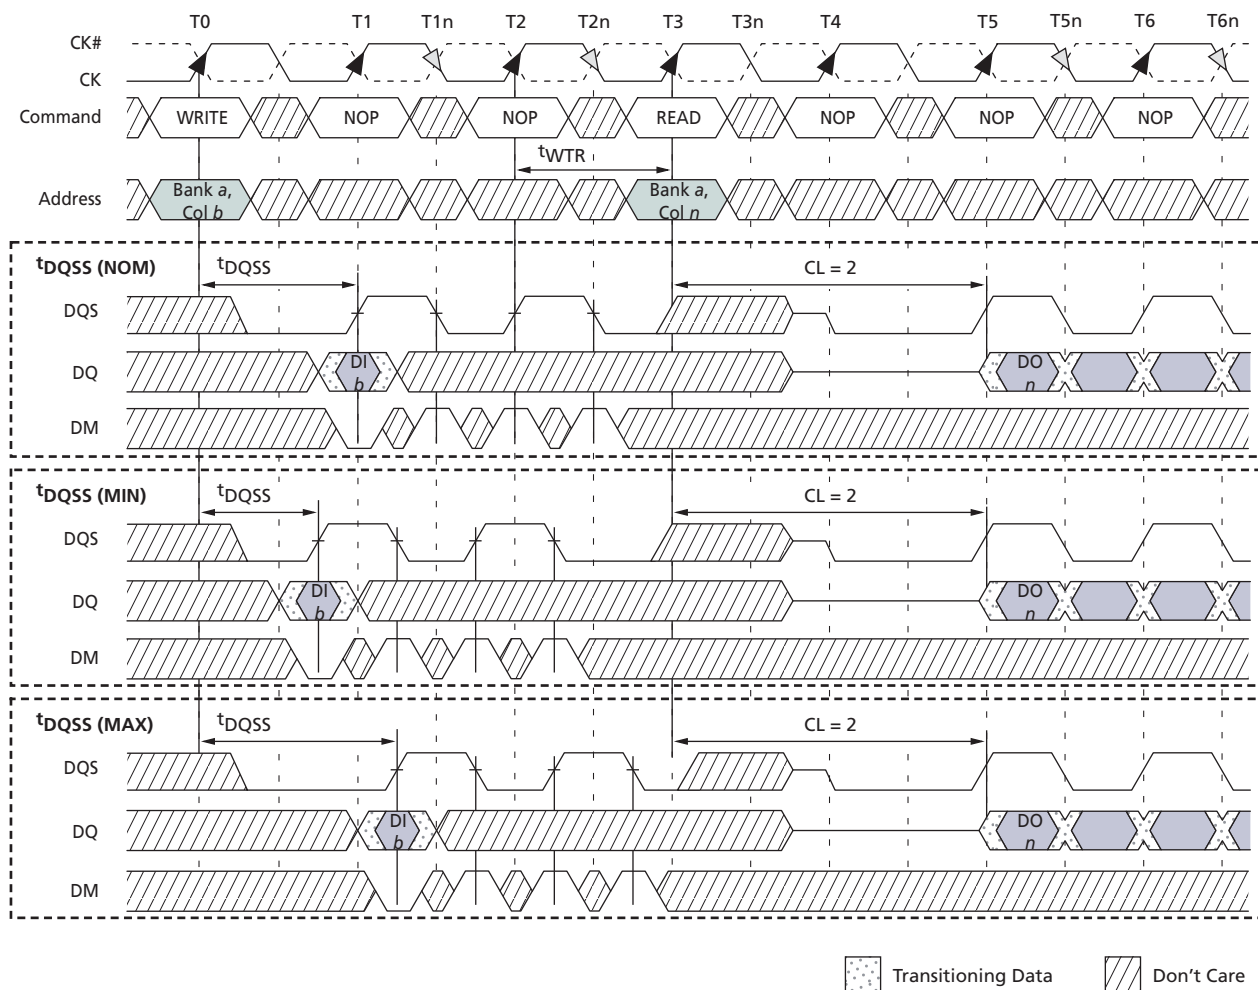 T0 T1 T1n T2 T2n T3 T3n T4 T5 T5n T6 T6n
CK#
CK
Command WRITE NOP NOP READ NOP NOP NOP
tWTR
Address Bank a, Col b Bank a, Col n
tDQSS (NOM) tDQSS CL = 2
DQS
DQ DI b DO n
DM
tDQSS (MIN) tDQSS CL = 2
DQS
DQ DI b DO n
DM
tDQSS (MAX) tDQSS CL = 2
DQS
DQ DI b DO n
DM
Transitioning Data Don't Care